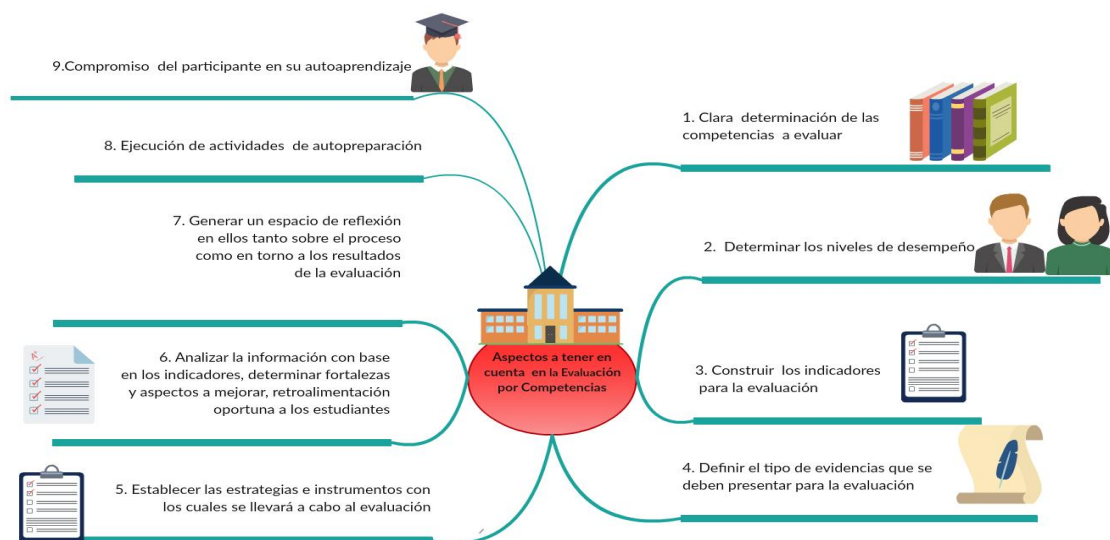 Aspectos a tener en
cuenta en la Evaluación
por Competencias
1. Clara determinación de las
competencias a evaluar
2. Determinar los niveles de desempeño
3. Construir los indicadores
para la evaluación
4. Definir el tipo de evidencias que se
deben presentar para la evaluación
5. Establecer las estrategias e instrumentos con
los cuales se llevará a cabo al evaluación
6. Analizar la información con base
en los indicadores, determinar fortalezas
y aspectos a mejorar, retroalimentación
oportuna a los estudiantes
7. Generar un espacio de reflexión
en ellos tanto sobre el proceso
como en torno a los resultados
de la evaluación
8. Ejecución de actividades de autopreparación
9.Compromiso del participante en su autoaprendizaje